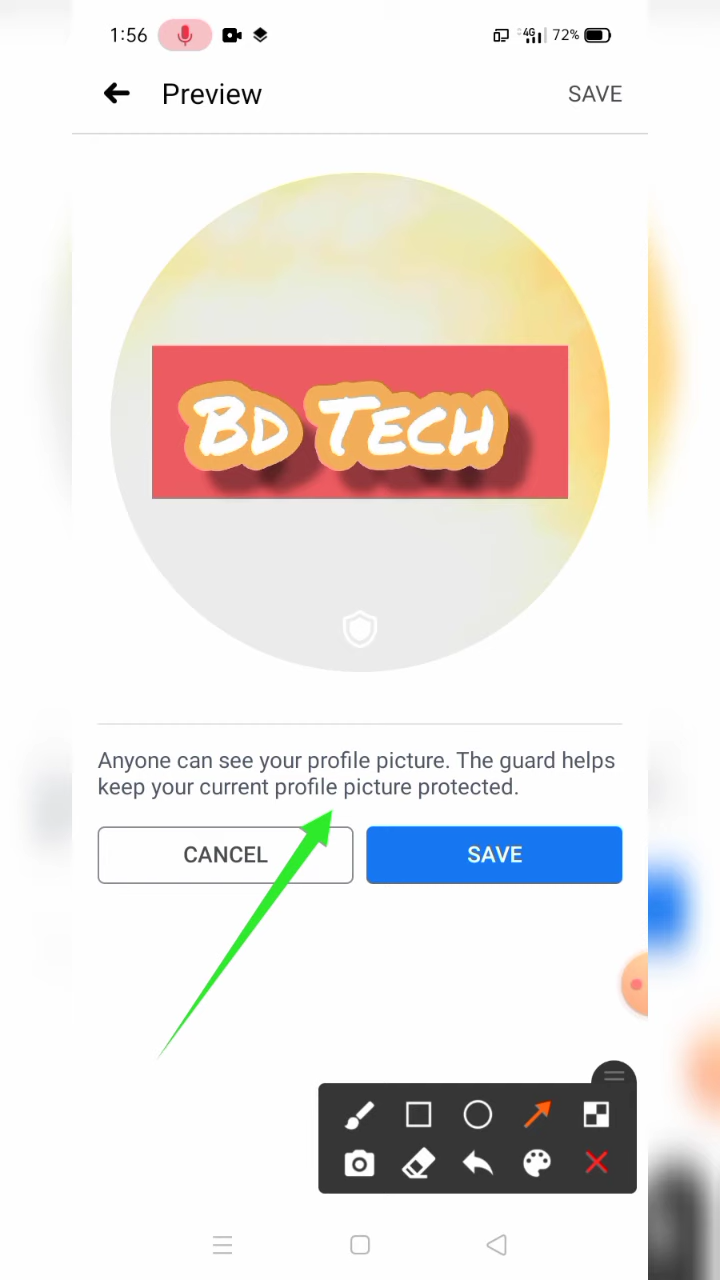 1:56
4G 72%
Preview
SAVE
BD TECH
Anyone can see your profile picture. The guard helps
keep your current profile picture protected.
CANCEL
SAVE